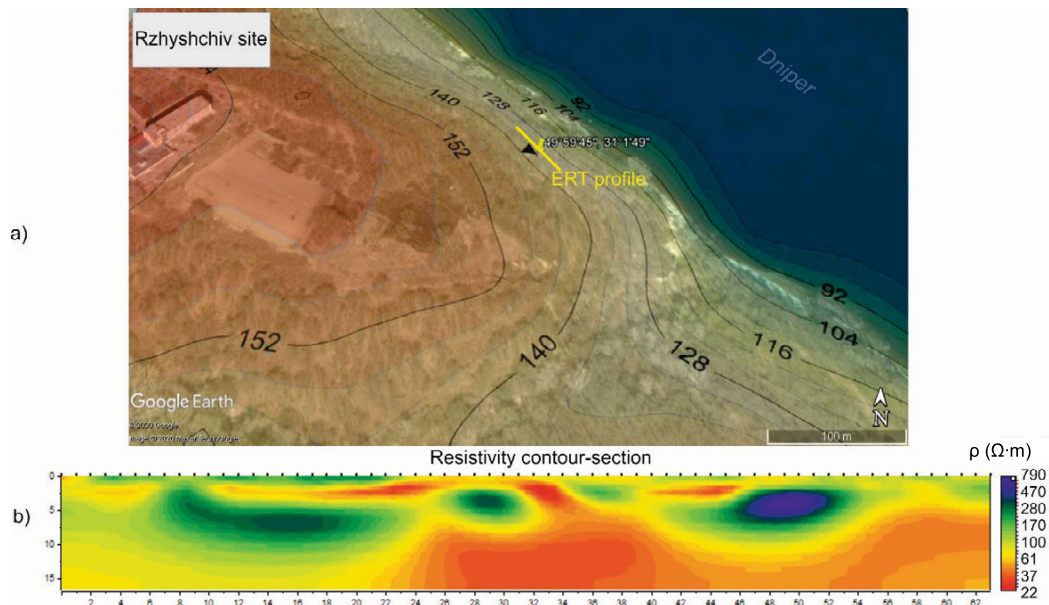 Rzhyshchiv site
Dniper
4
140
128
116
104
92
152
49°59'45", 31°1'49"
ERT profile
a)
92
152
104
140
116
128
Google Earth
N
100 m
Resistivity contour-section
ρ (Ω·m)
b)
0
5
10
15
790
470
280
170
100
60
37
22
2 4 6 8 10 12 14 16 18 20 22 24 26 28 30 32 34 36 38 40 42 44 46 48 50 52 54 56 58 60 62